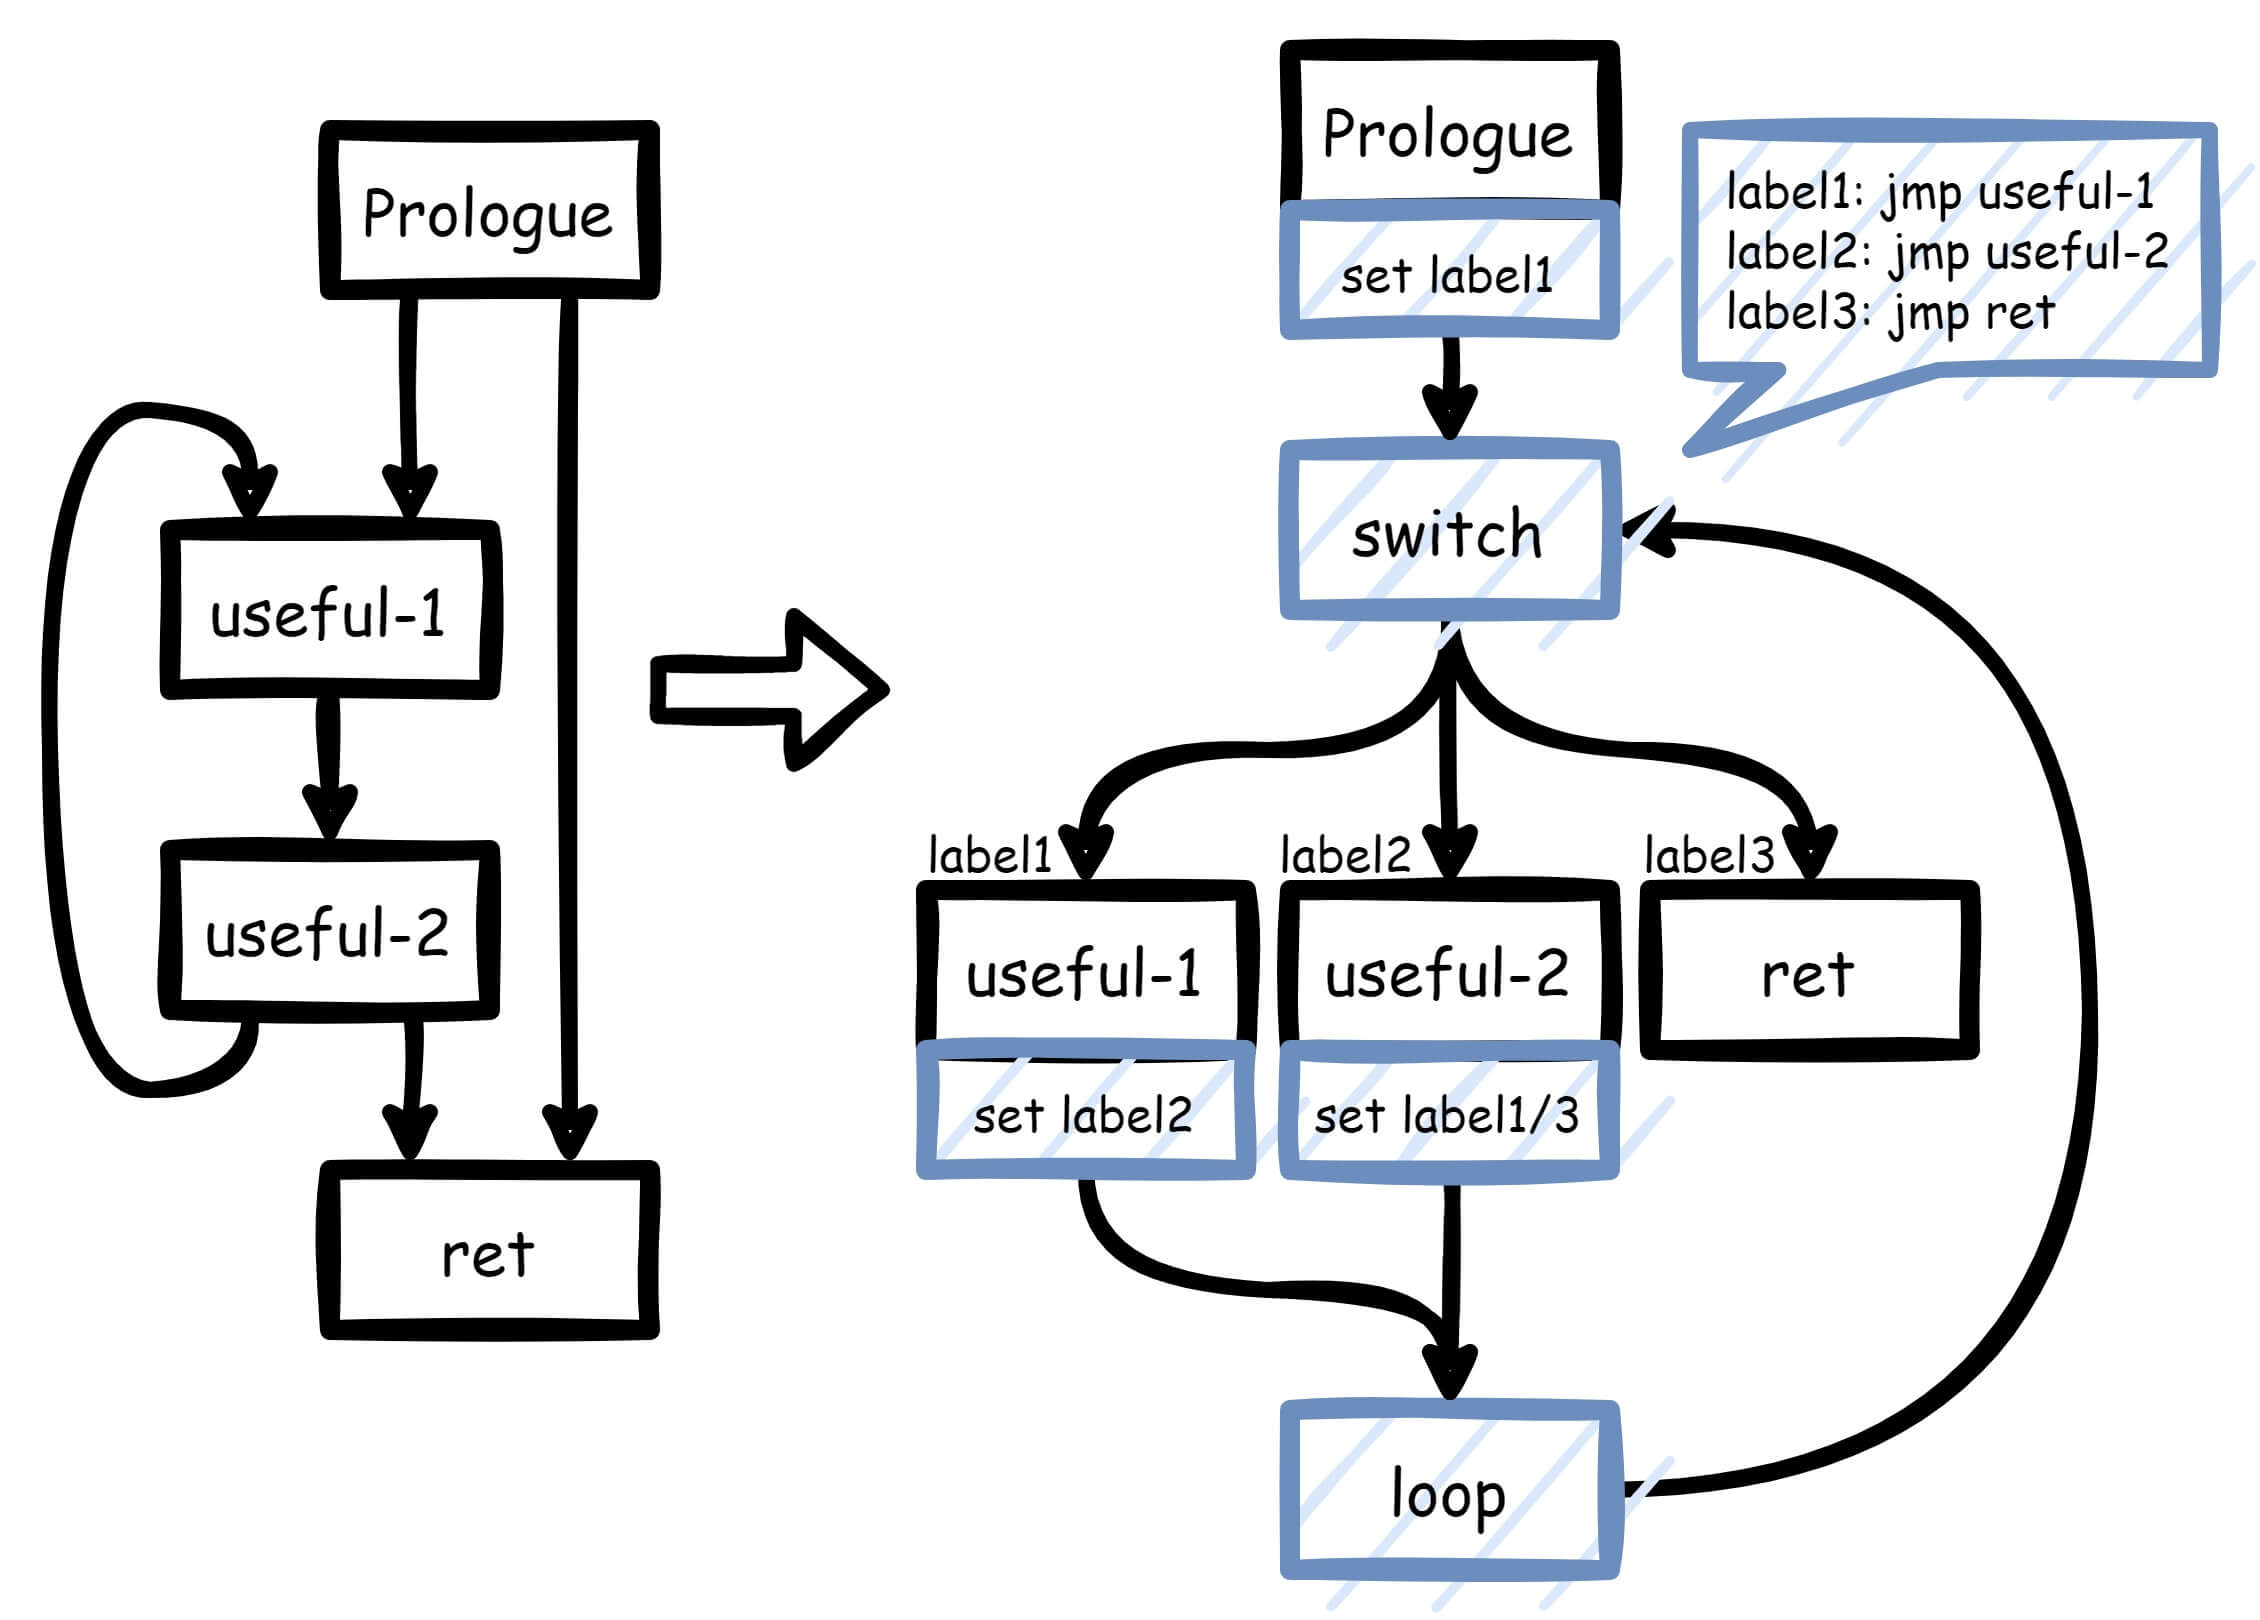 Prologue
useful-1
useful-2
ret
Prologue
set label1
label1: jmp useful-1
label2: jmp useful-2
label3: jmp ret
switch
label1
label2
label3
useful-1
useful-2
ret
set label2
set label1/3
loop